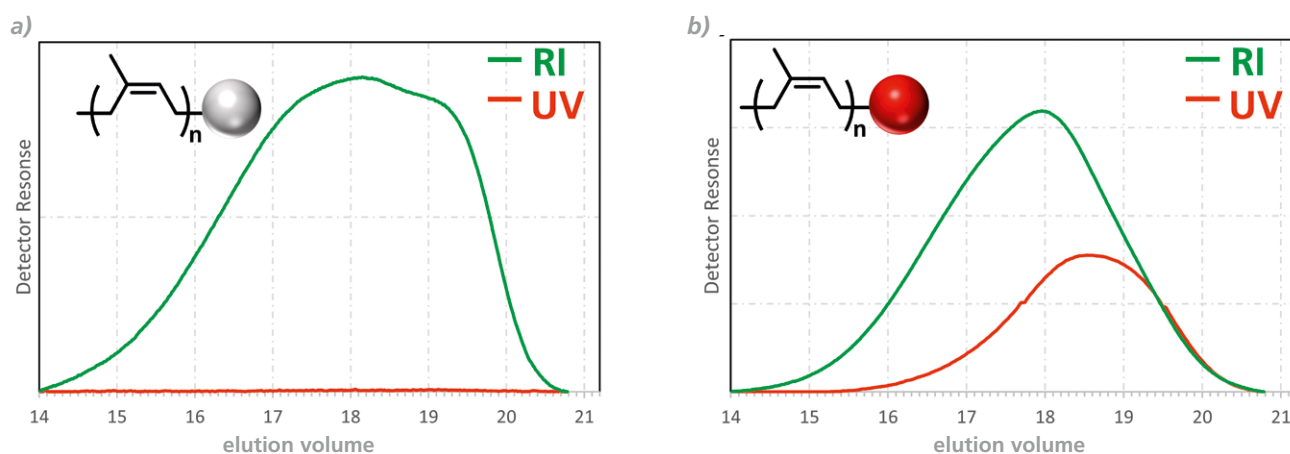 a)
RI
UV
n
Detector Resonse
14 15 16 17 18 19 20 21
elution volume
b)
RI
UV
n
Detector Resonse
14 15 16 17 18 19 20 21
elution volume